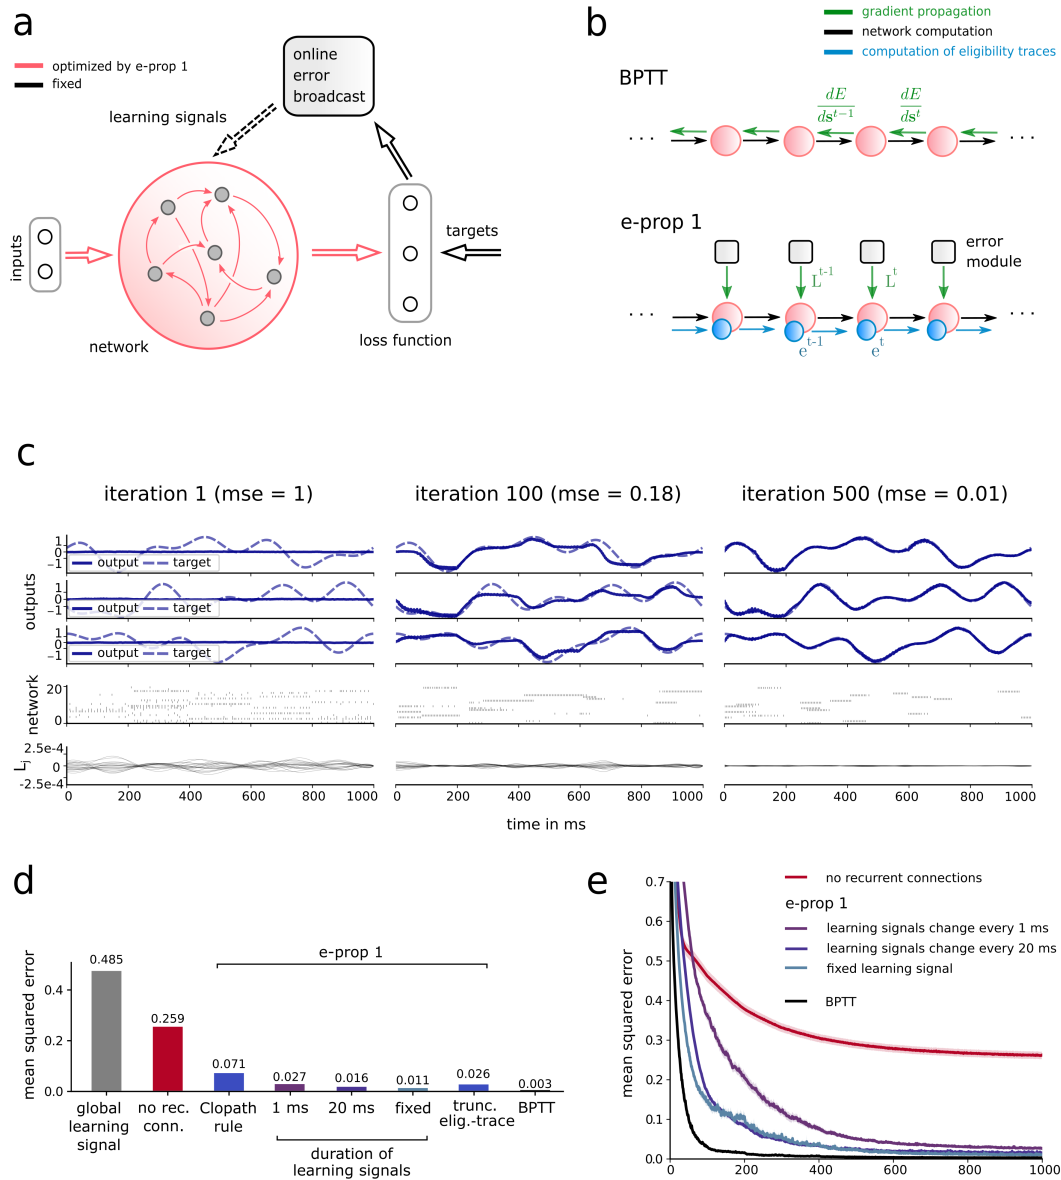 a
optimized by e-prop 1
fixed
online
error
broadcast
learning signals
inputs
targets
network
loss function
b
gradient propagation
network computation
computation of eligibility traces
BPTT
dE
ds^{t−1}
dE
ds^t
· · ·
· · ·
e-prop 1
error
module
L^{t-1}
L^t
· · ·
· · ·
e^{t-1}
e^t
c
iteration 1 (mse = 1)
iteration 100 (mse = 0.18)
iteration 500 (mse = 0.01)
outputs
1
0
−1
output
target
1
0
−1
output
target
1
0
−1
output
target
network
20
0
L_j
2.5e-4
0
-2.5e-4
0 200 400 600 800 1000
0 200 400 600 800 1000
0 200 400 600 800 1000
time in ms
d
mean squared error
0.4
0.2
0.0
e-prop 1
0.485
0.259
0.071
0.027
0.016
0.011
0.026
0.003
global
learning
signal
no rec.
conn.
Clopath
rule
1 ms
20 ms
fixed
trunc.
elig.-trace
BPTT
duration of
learning signals
e
mean squared error
0.7
0.6
0.5
0.4
0.3
0.2
0.1
0.0
no recurrent connections
e-prop 1
learning signals change every 1 ms
learning signals change every 20 ms
fixed learning signal
BPTT
0 200 400 600 800 1000